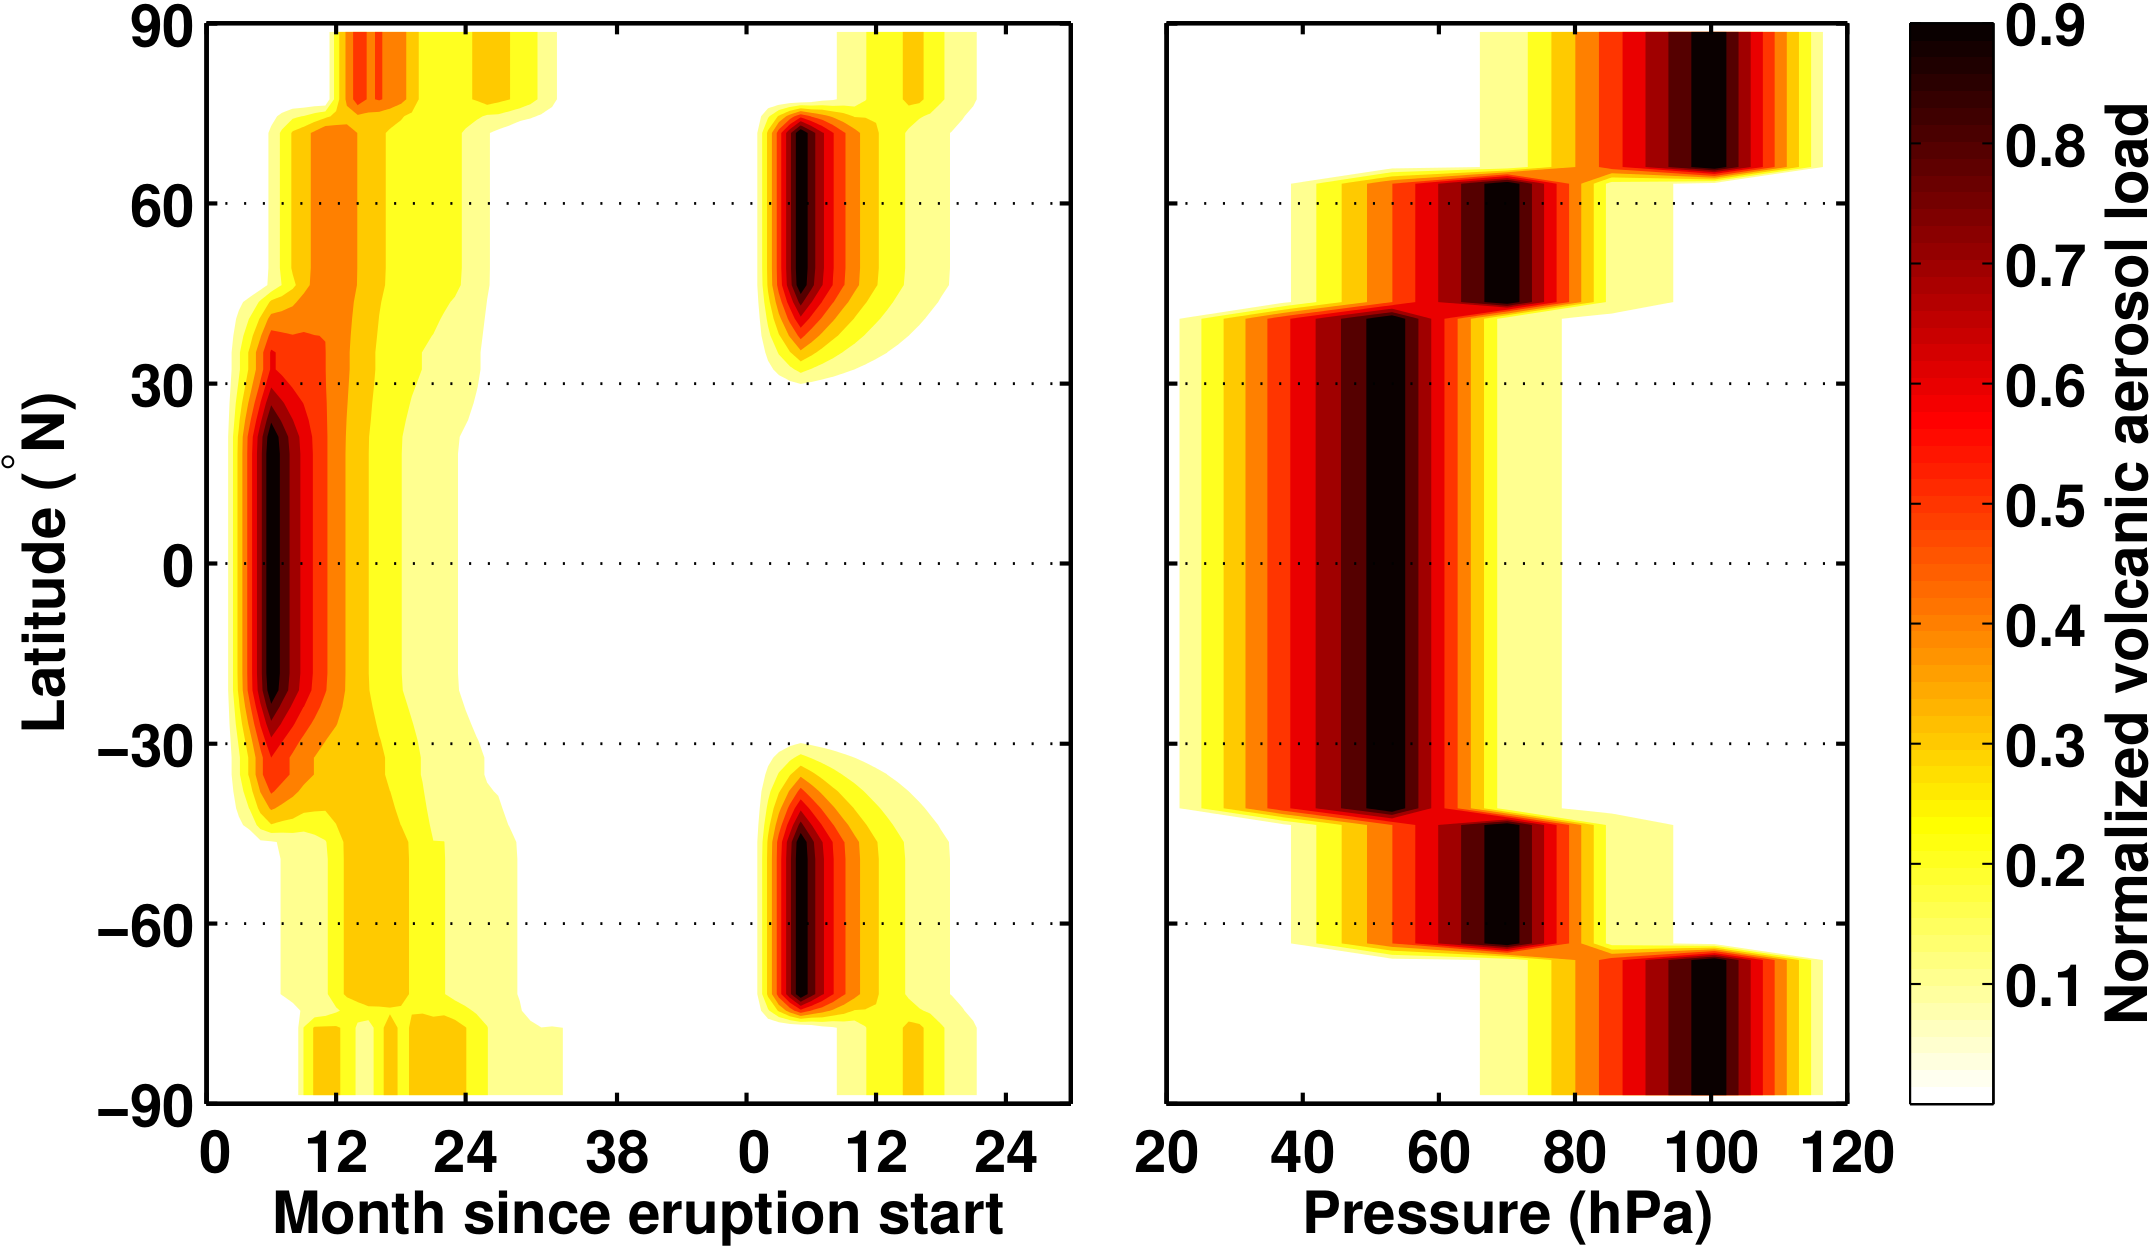 90
60
30
0
−30
−60
−90
Latitude (°N)
0 12 24 38 0 12 24
Month since eruption start
20 40 60 80 100 120
Pressure (hPa)
0.9
0.8
0.7
0.6
0.5
0.4
0.3
0.2
0.1
Normalized volcanic aerosol load